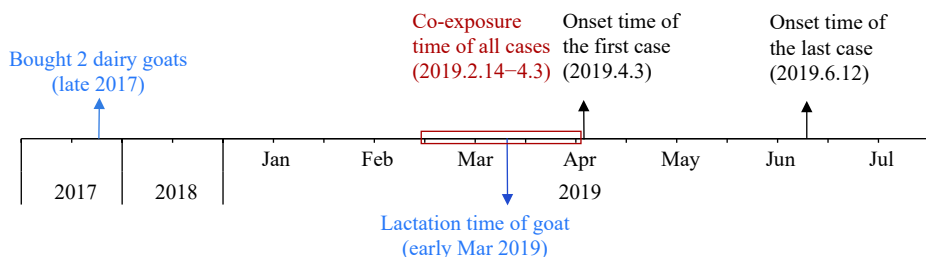 Bought 2 dairy goats
(late 2017)
Co-exposure
time of all cases
(2019.2.14−4.3)
Onset time of
the first case
(2019.4.3)
Onset time of
the last case
(2019.6.12)
Jan Feb Mar Apr May Jun Jul
2017 2018 2019
Lactation time of goat
(early Mar 2019)